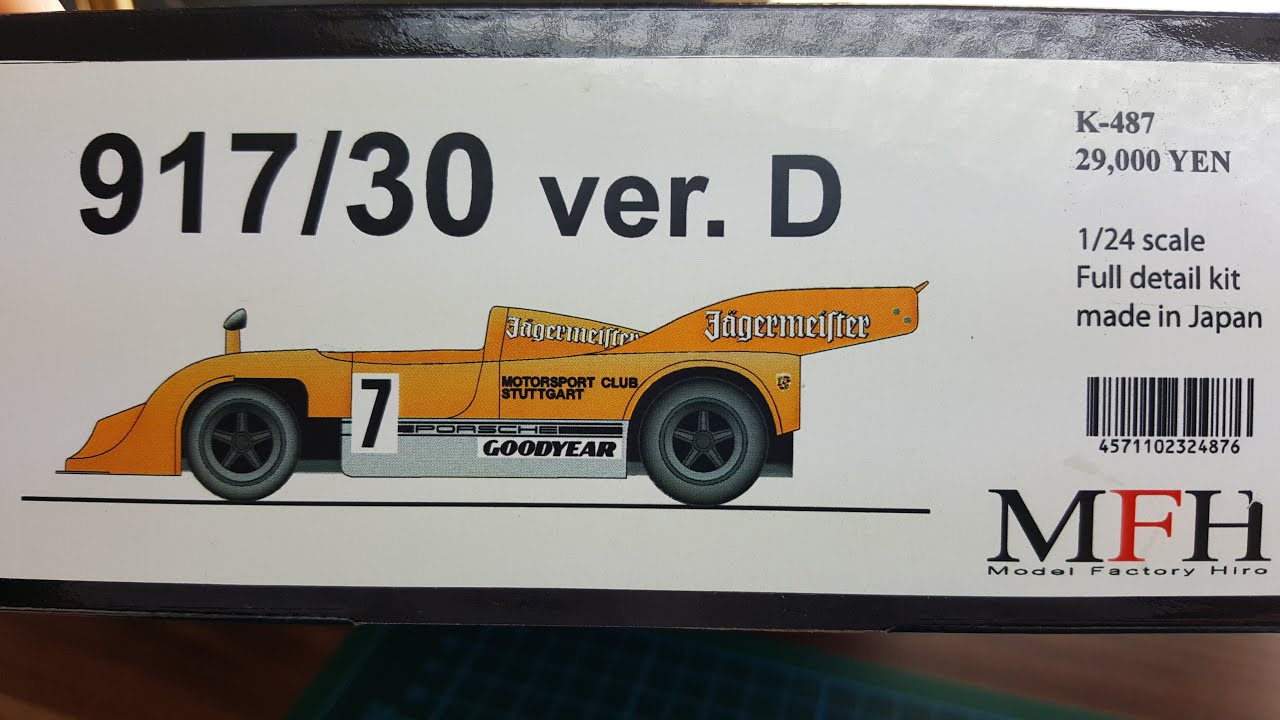 917/30 ver. D
K-487
29,000 YEN
1/24 scale
Full detail kit
made in Japan
Jägermeister
Jägermeister
MOTORSPORT CLUB
STUTTGART
7
PORSCHE
GOODYEAR
4571102324876
MFH
Model Factory Hiro